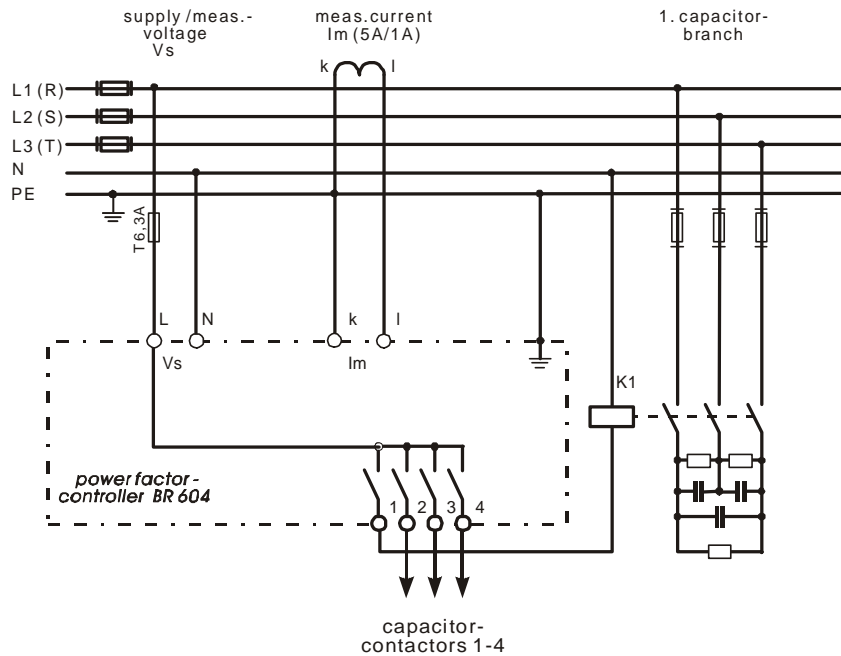 supply/meas.-
voltage
Vs
meas.current
Im (5A/1A)
1. capacitor-
branch
k l
L1 (R)
L2 (S)
L3 (T)
N
PE
T6,3A
L N k l
Vs Im
K1
power factor-
controller BR 604
1 2 3 4
capacitor-
contactors 1-4